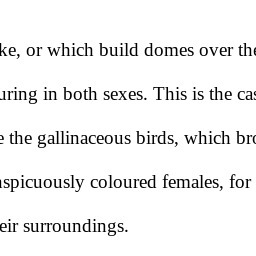 ke, or which build domes over the
uring in both sexes. This is the cas
e the gallinaceous birds, which bro
nspicuously coloured females, for
eir surroundings.